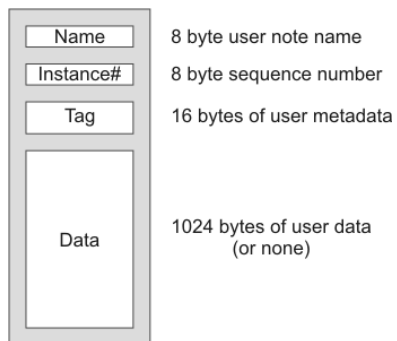 Name 8 byte user note name
Instance# 8 byte sequence number
Tag 16 bytes of user metadata
Data 1024 bytes of user data
(or none)